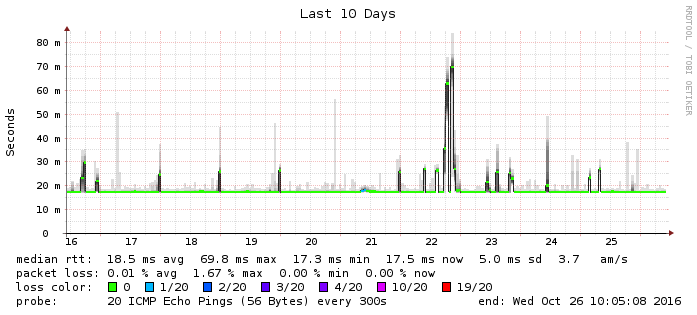 Last 10 Days
RRDTOOL / TOBI OETIKER
Seconds
80 m
70 m
60 m
50 m
40 m
30 m
20 m
10 m
0
16 17 18 19 20 21 22 23 24 25
median rtt: 18.5 ms avg 69.8 ms max 17.3 ms min 17.5 ms now 5.0 ms sd 3.7 am/s
packet loss: 0.01 % avg 1.67 % max 0.00 % min 0.00 % now
loss color: 0 1/20 2/20 3/20 4/20 10/20 19/20
probe: 20 ICMP Echo Pings (56 Bytes) every 300s end: Wed Oct 26 10:05:08 2016